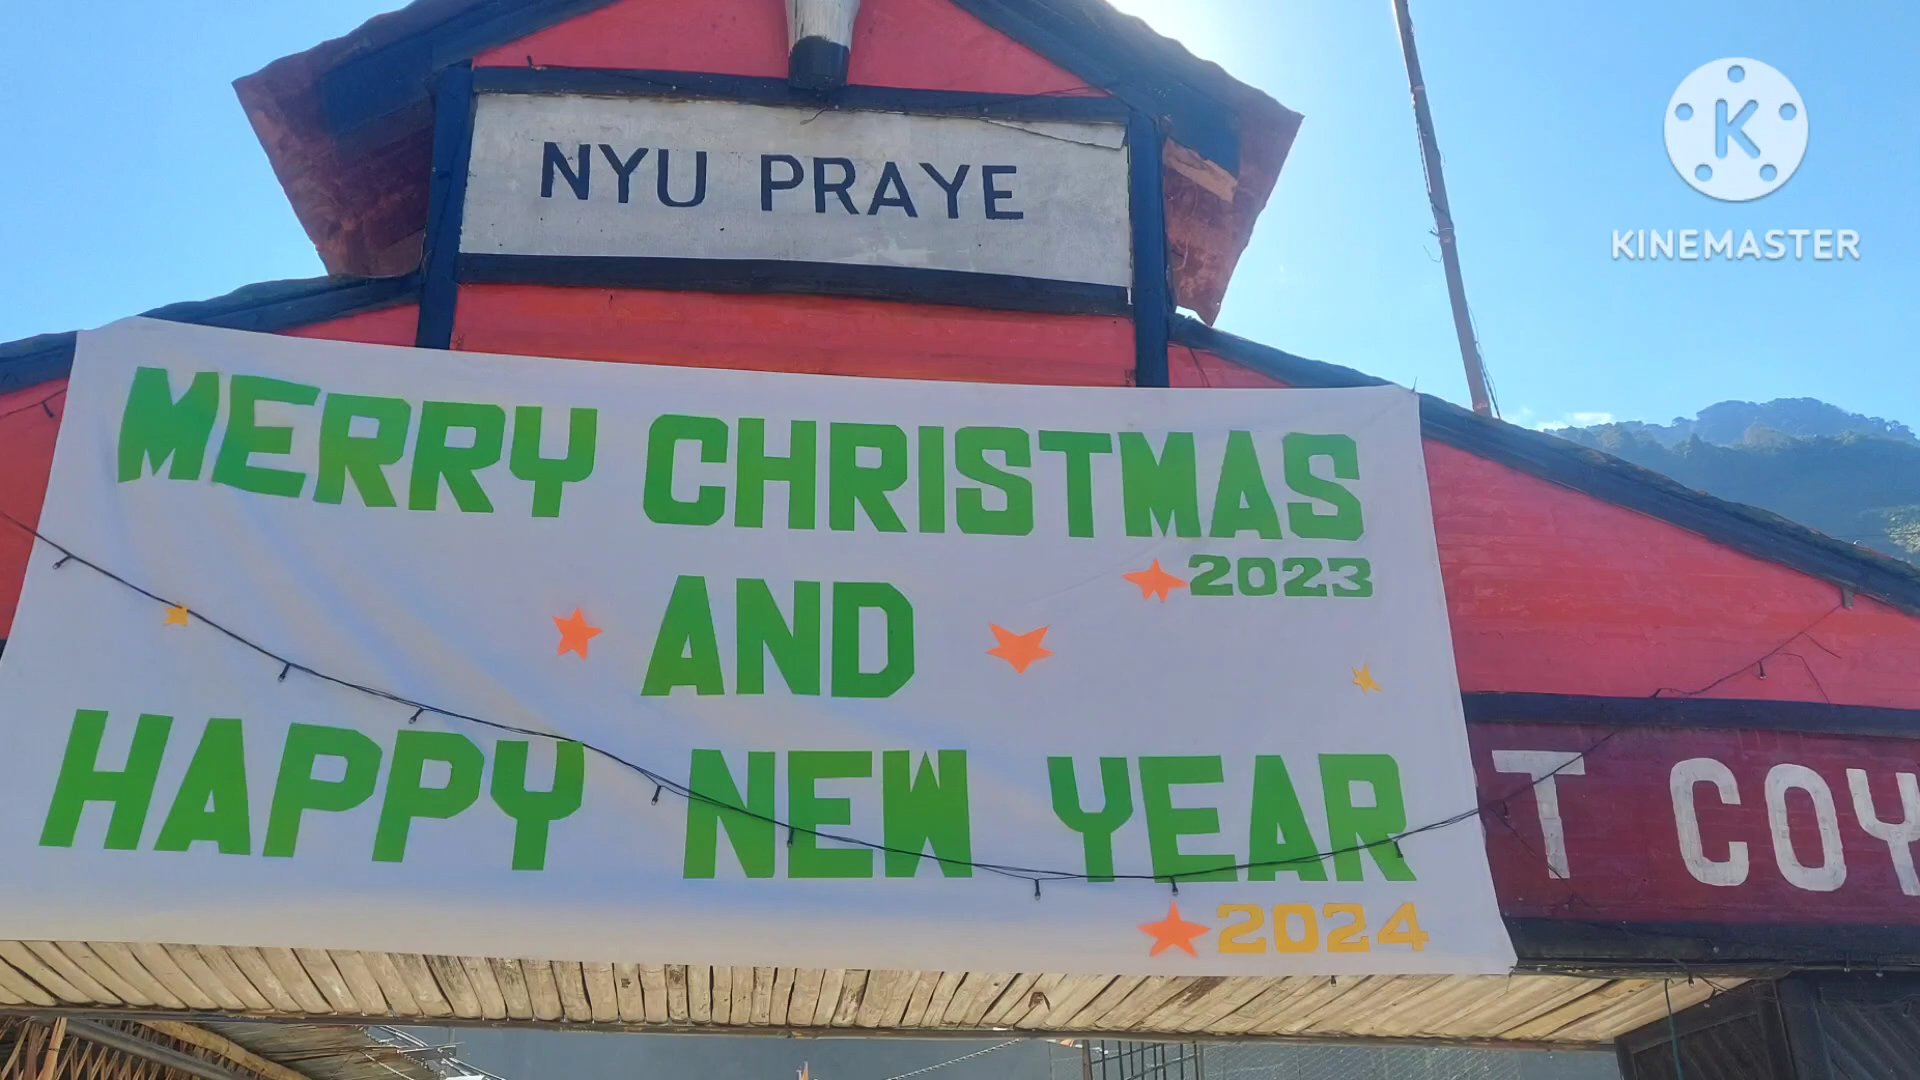 NYU PRAYE
KINEMASTER
MERRY CHRISTMAS
2023
AND
HAPPY NEW YEAR
2024